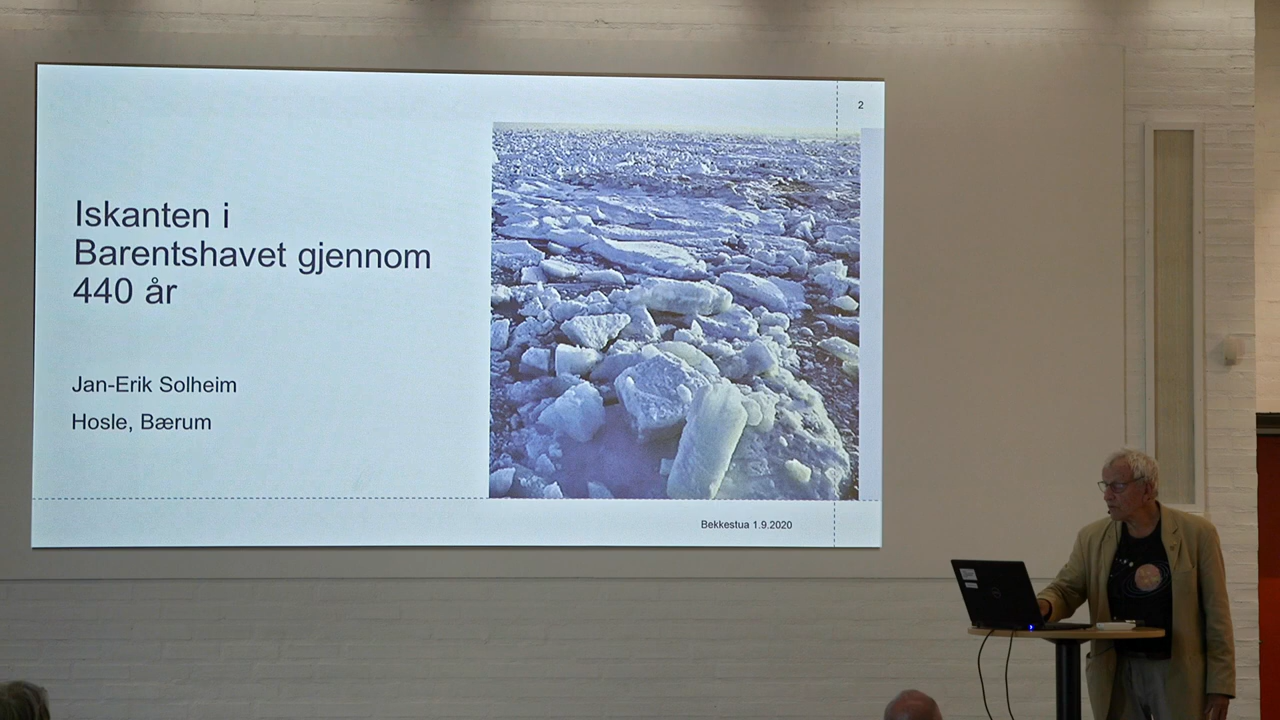 2
Iskanten i
Barentshavet gjennom
440 år
Jan-Erik Solheim
Hosle, Bærum
Bekkestua 1.9.2020